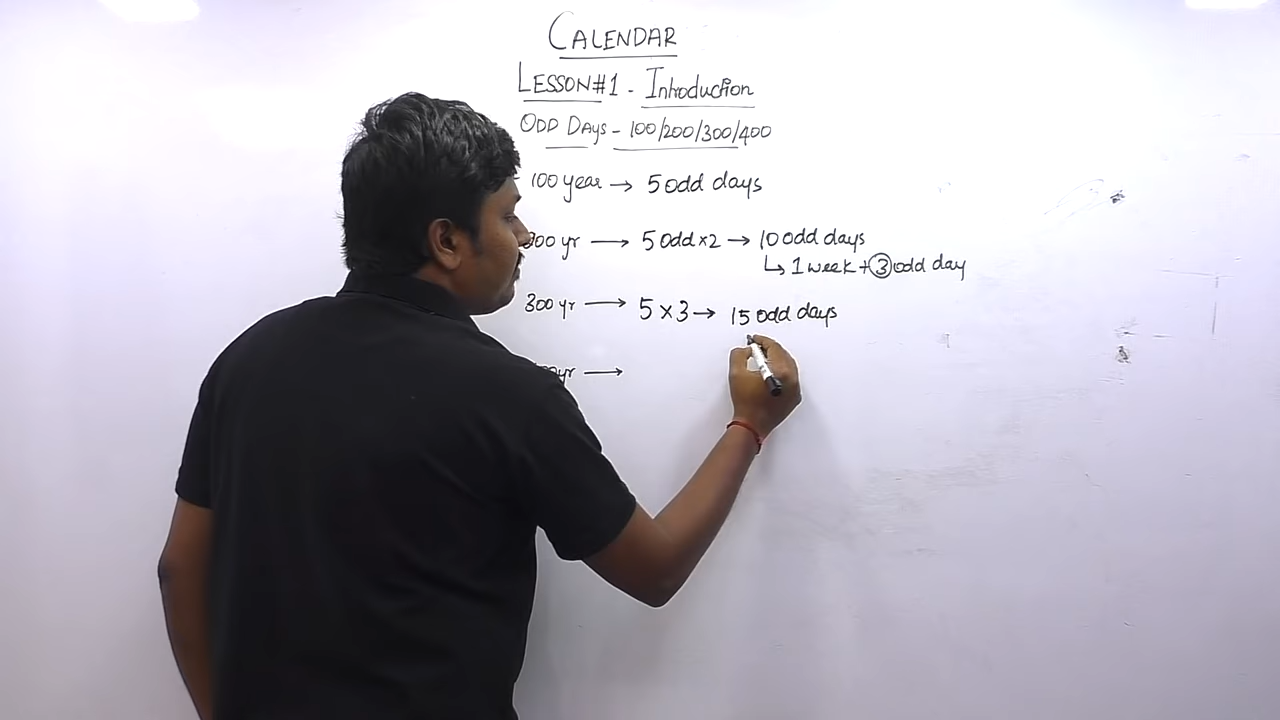 CALENDAR
LESSON#1 - Introduction
ODD DAYS - 100/200/300/400
100 year → 5 odd days
200 yr → 5 odd×2 → 10 odd days
↳ 1 week + 3 odd day
300 yr → 5 × 3 → 15 odd days
yr →